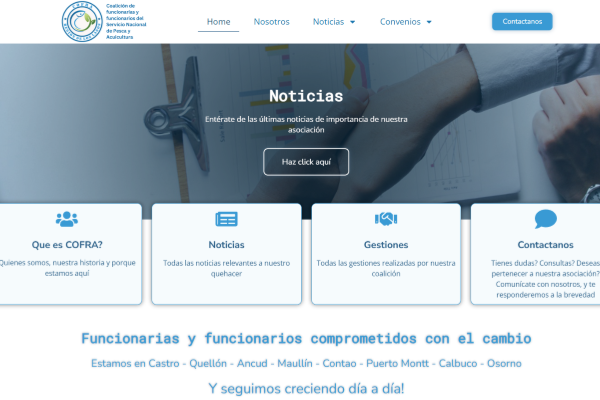 Coalición de
funcionarias y
funcionarios del
Servicio Nacional
de Pesca y
Acuicultura
Home
Nosotros
Noticias
Convenios
Contactanos
Noticias
Entérate de las últimas noticias de importancia de nuestra
asociación
Haz click aquí
Que es COFRA?
Quienes somos, nuestra historia y porque
estamos aquí
Noticias
Todas las noticias relevantes a nuestro
quehacer
Gestiones
Todas las gestiones realizadas por nuestra
coalición
Contactanos
Tienes dudas? Consultas? Deseas
pertenecer a nuestra asociación?
Comunícate con nosotros, y te
responderemos a la brevedad
Funcionarias y funcionarios comprometidos con el cambio
Estamos en Castro - Quellón - Ancud - Maullín - Contao - Puerto Montt - Calbuco - Osorno
Y seguimos creciendo día a día!